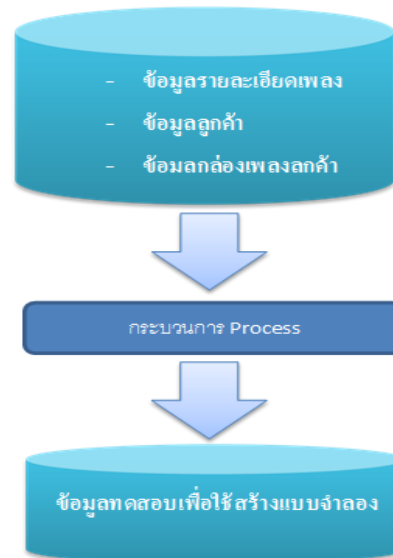 - ข้อมูลรายละเอียดเพลง
- ข้อมูลลูกค้า
- ข้อมลกล่องเพลงลกค้า
กระบวนการ Process
ข้อมูลทดสอบเพื่อใช้สร้างแบบจำลอง